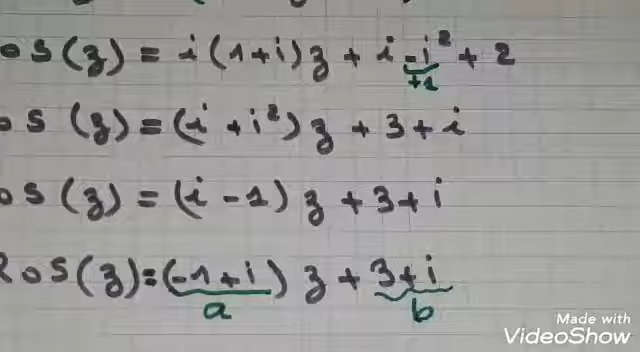 oS(z) = i(1+i)z + i -i² + 2
+1
oS(z) = (i + i²)z + 3 + i
oS(z) = (i - 1)z + 3 + i
RoS(z) = (-1 + i)z + 3 + i
a b
Made with
VideoShow